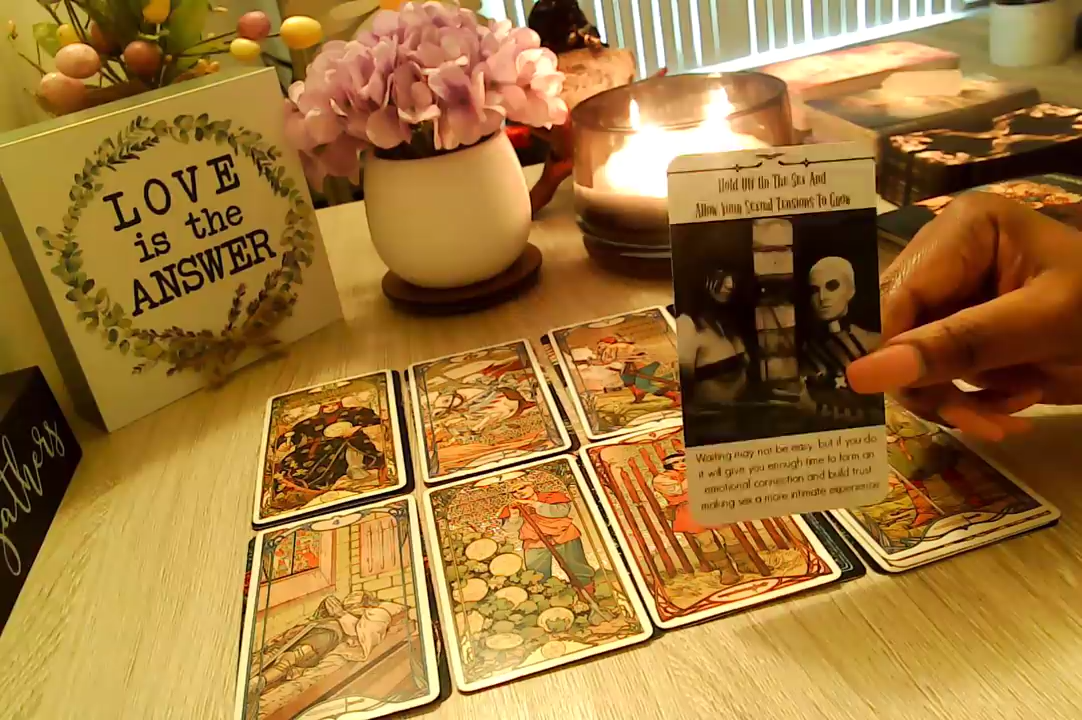 LOVE
is the
ANSWER
Hold Off On The Sex And
Allow Your Sexual Tensions To Grow
Waiting may not be easy, but if you do
it will give you enough time to form an
emotional connection and build trust
making sex a more intimate experience
gathers